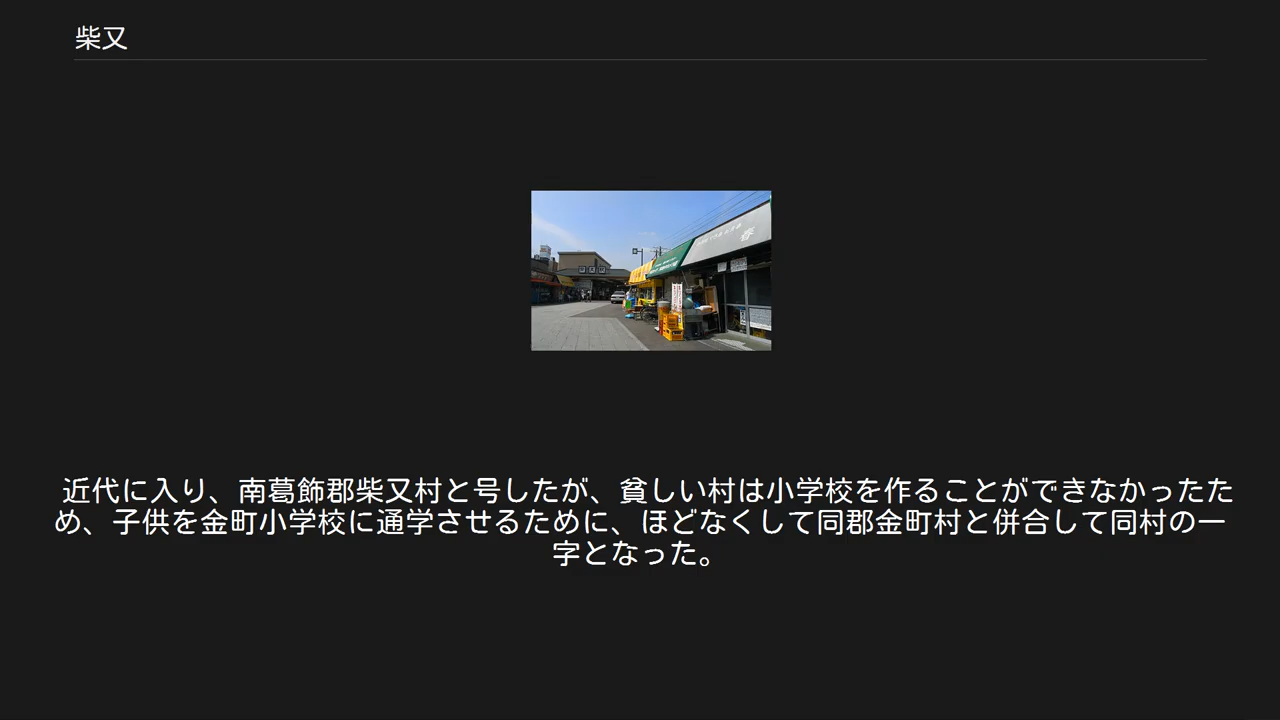 柴又
春
近代に入り、南葛飾郡柴又村と号したが、貧しい村は小学校を作ることができなかったた
め、子供を金町小学校に通学させるために、ほどなくして同郡金町村と併合して同村の一
字となった。